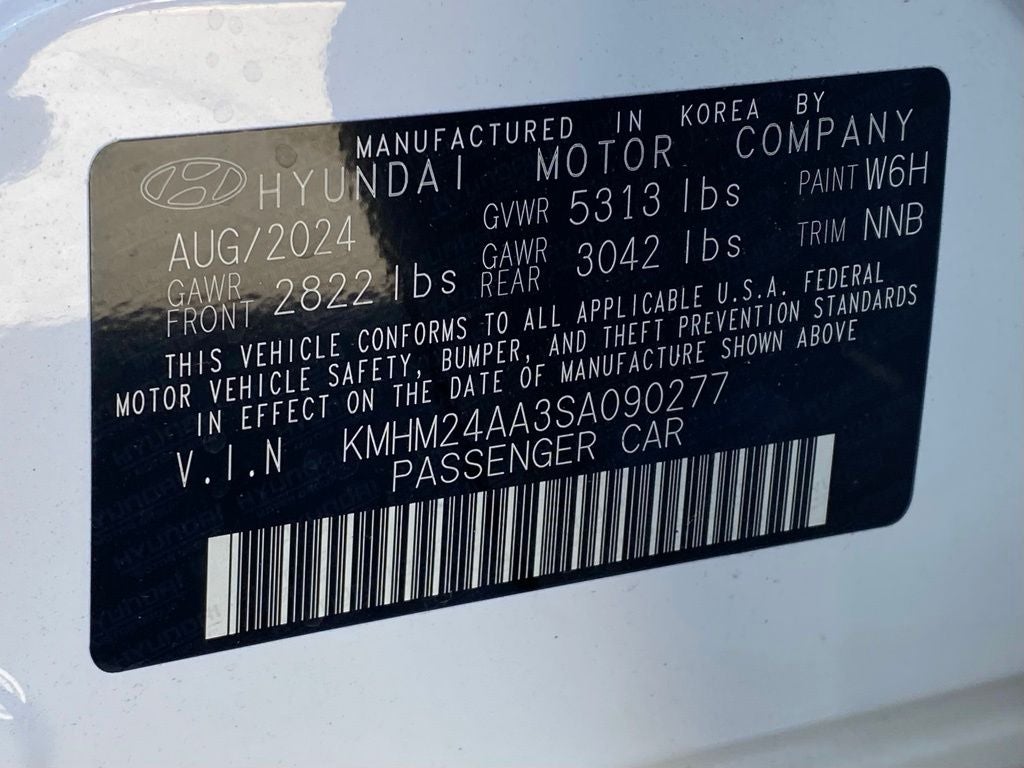 MANUFACTURED IN KOREA BY
HYUNDAI MOTOR COMPANY
AUG/2024 GVWR 5313 lbs PAINT W6H
GAWR FRONT 2822 lbs GAWR REAR 3042 lbs TRIM NNB
THIS VEHICLE CONFORMS TO ALL APPLICABLE U.S.A. FEDERAL
MOTOR VEHICLE SAFETY, BUMPER, AND THEFT PREVENTION STANDARDS
IN EFFECT ON THE DATE OF MANUFACTURE SHOWN ABOVE
V.I.N KMHM24AA3SA090277
PASSENGER CAR